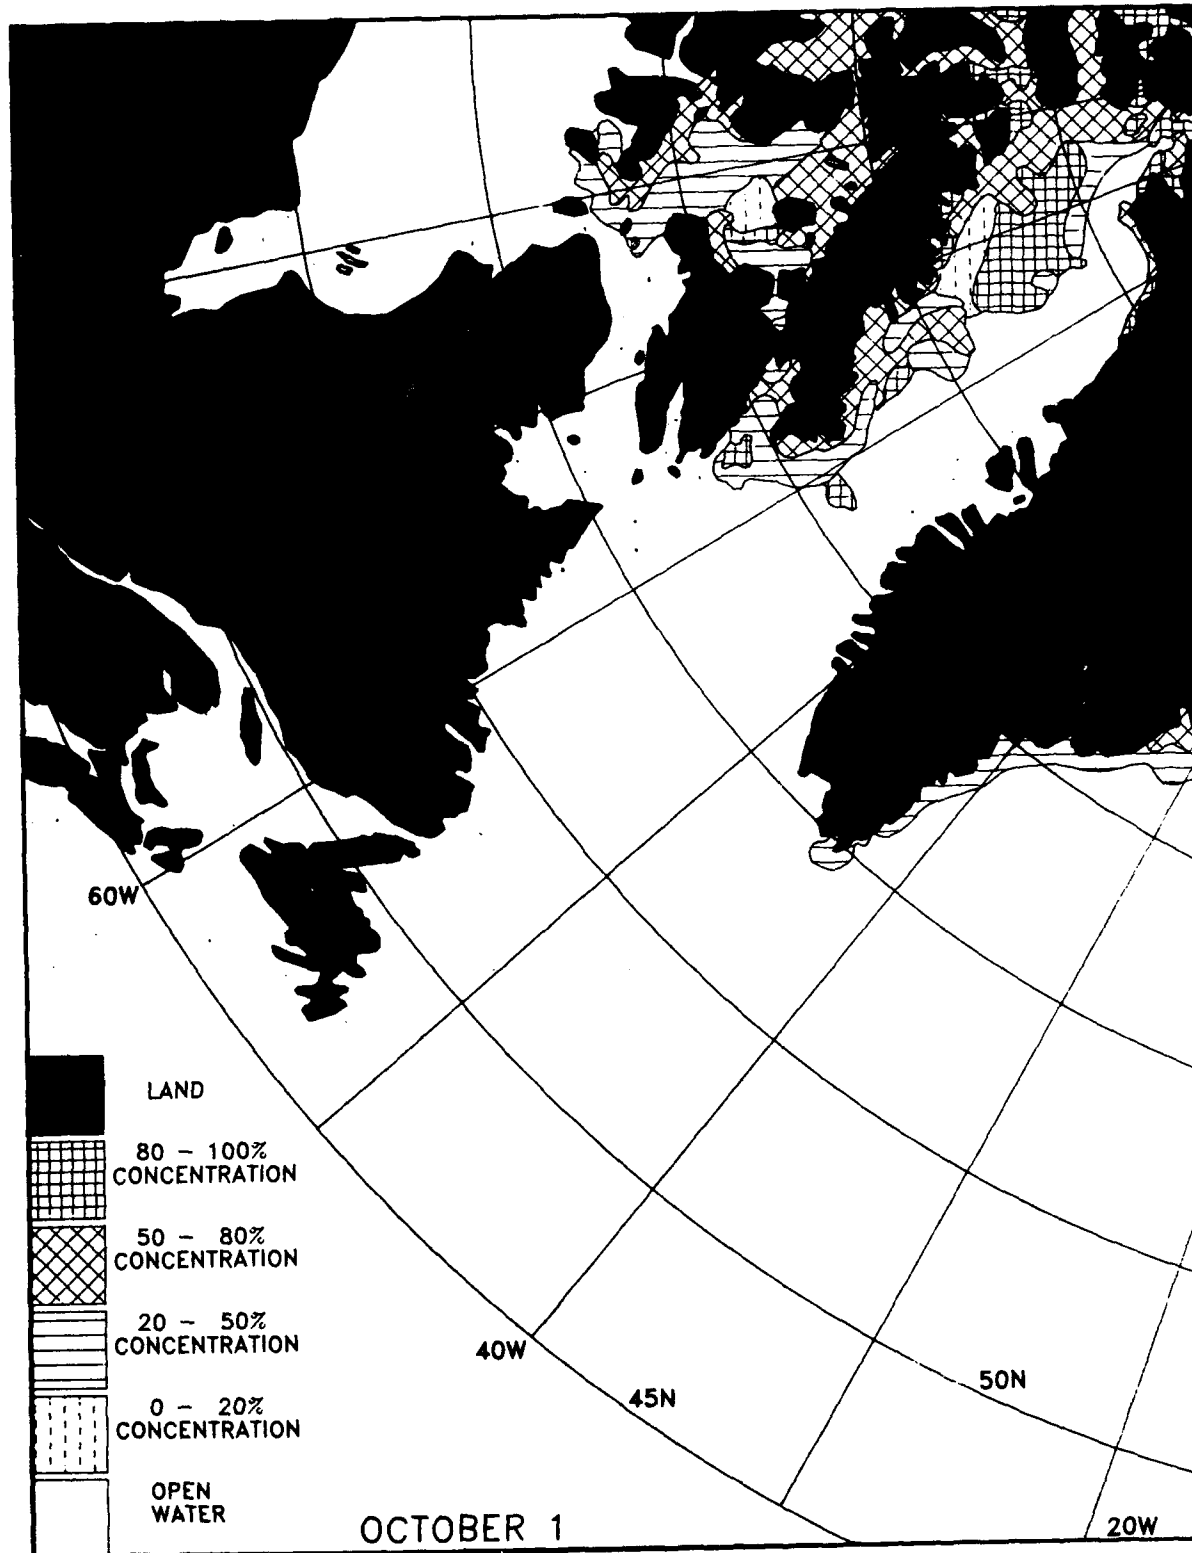 60W
LAND
80 – 100%
CONCENTRATION
50 – 80%
CONCENTRATION
20 – 50%
CONCENTRATION
0 – 20%
CONCENTRATION
OPEN
WATER
OCTOBER 1
40W
45N
50N
20W